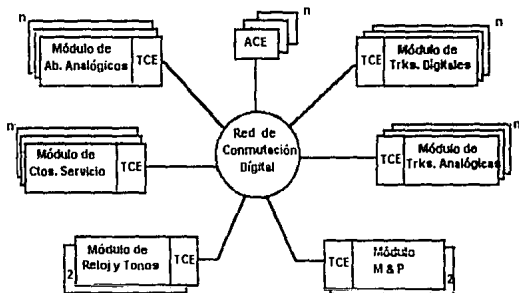 n
Módulo de
Ab. Analógicos
TCE
n
ACE
n
TCE
Módulo de
Trks. Digitales
n
Módulo de
Ctos. Servicio
TCE
Red de
Conmutación
Digital
n
TCE
Módulo de
Trks. Analógicas
2
Módulo de
Reloj y Tonos
TCE
TCE
Módulo
M & P
2